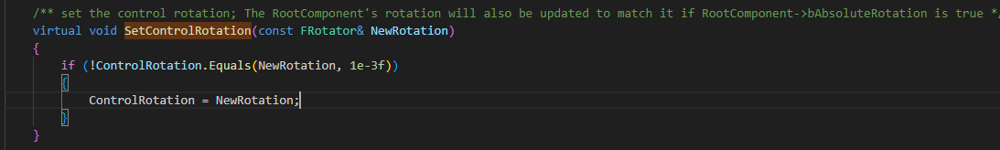 /** set the control rotation; The RootComponent's rotation will also be updated to match it if RootComponent->bAbsoluteRotation is true *
virtual void SetControlRotation(const FRotator& NewRotation)
{
if (!ControlRotation.Equals(NewRotation, 1e-3f))
{
ControlRotation = NewRotation;
}
}